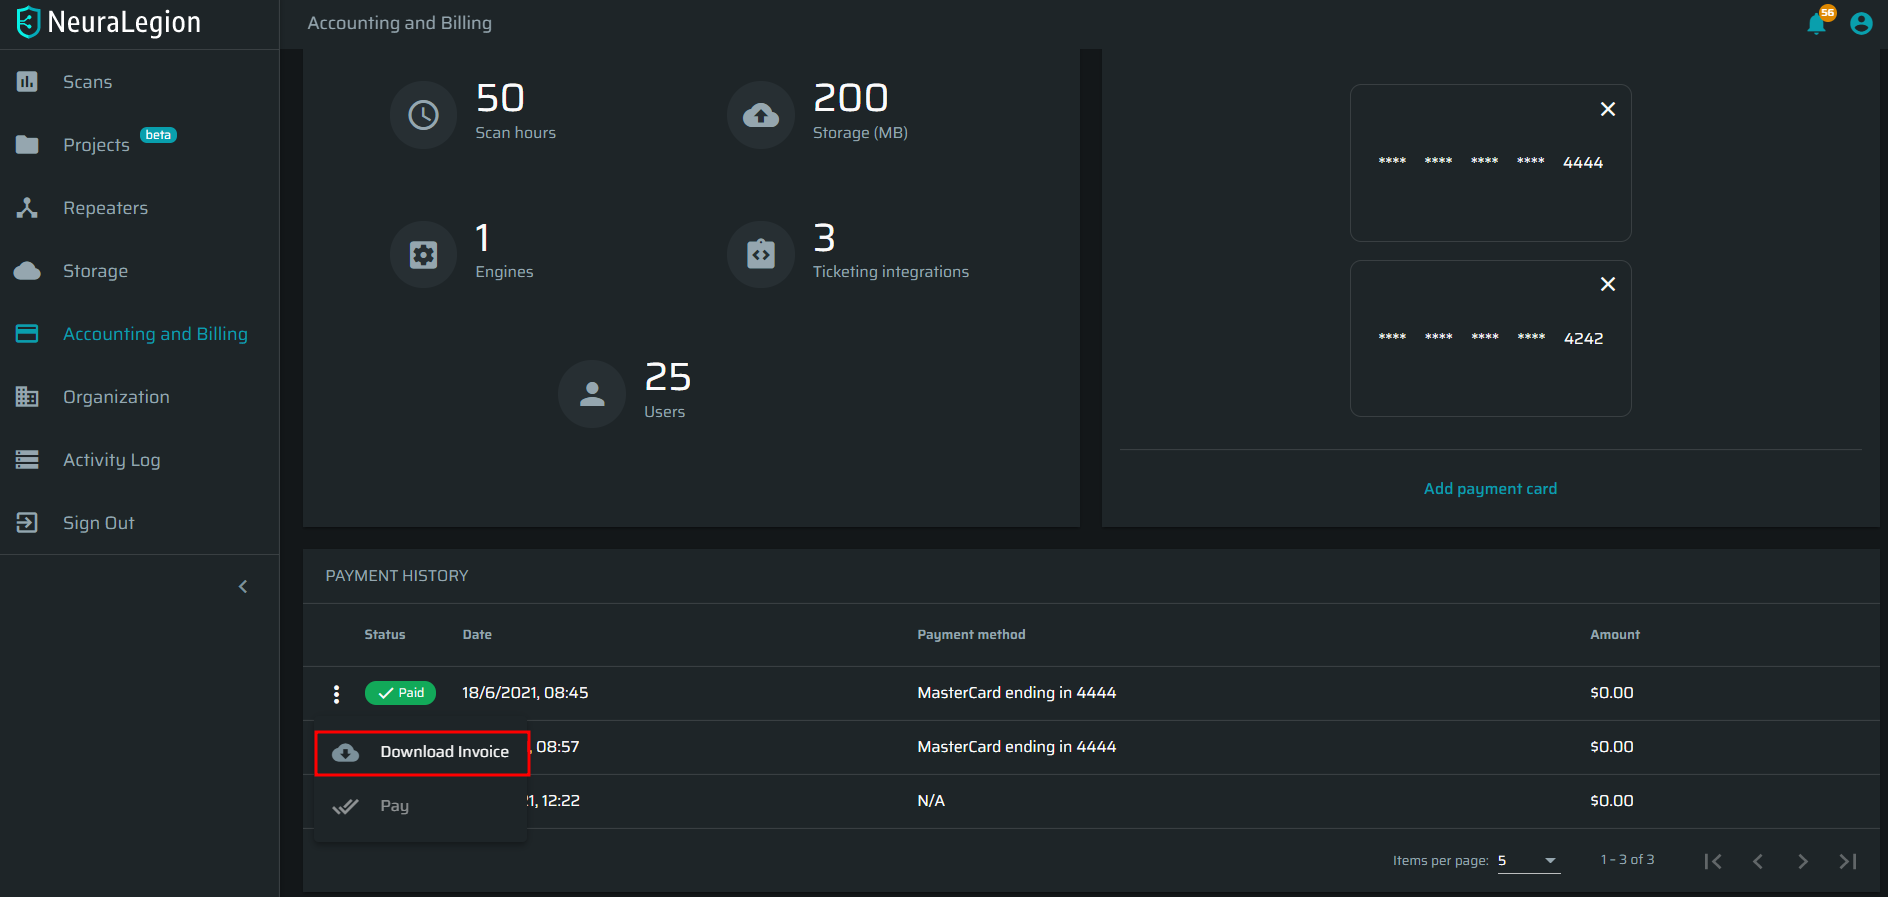 NeuraLegion
Accounting and Billing
56
Scans
Projects beta
Repeaters
Storage
Accounting and Billing
Organization
Activity Log
Sign Out
50
Scan hours
200
Storage (MB)
1
Engines
3
Ticketing integrations
25
Users
**** **** **** **** 4444
**** **** **** **** 4242
Add payment card
PAYMENT HISTORY
Status Date Payment method Amount
Paid 18/6/2021, 08:45 MasterCard ending in 4444 $0.00
Download Invoice , 08:57 MasterCard ending in 4444 $0.00
Pay 1, 12:22 N/A $0.00
Items per page: 5 1 – 3 of 3